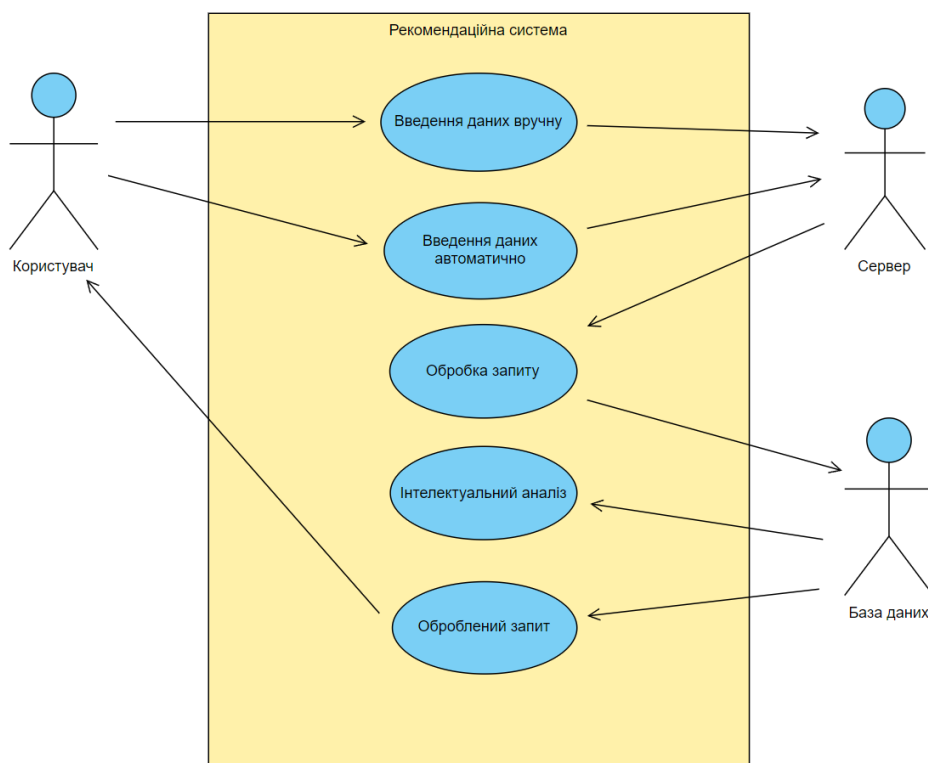 Рекомендаційна система
Введення даних вручну
Введення даних
автоматично
Користувач
Сервер
Обробка запиту
Інтелектуальний аналіз
База даних
Оброблений запит